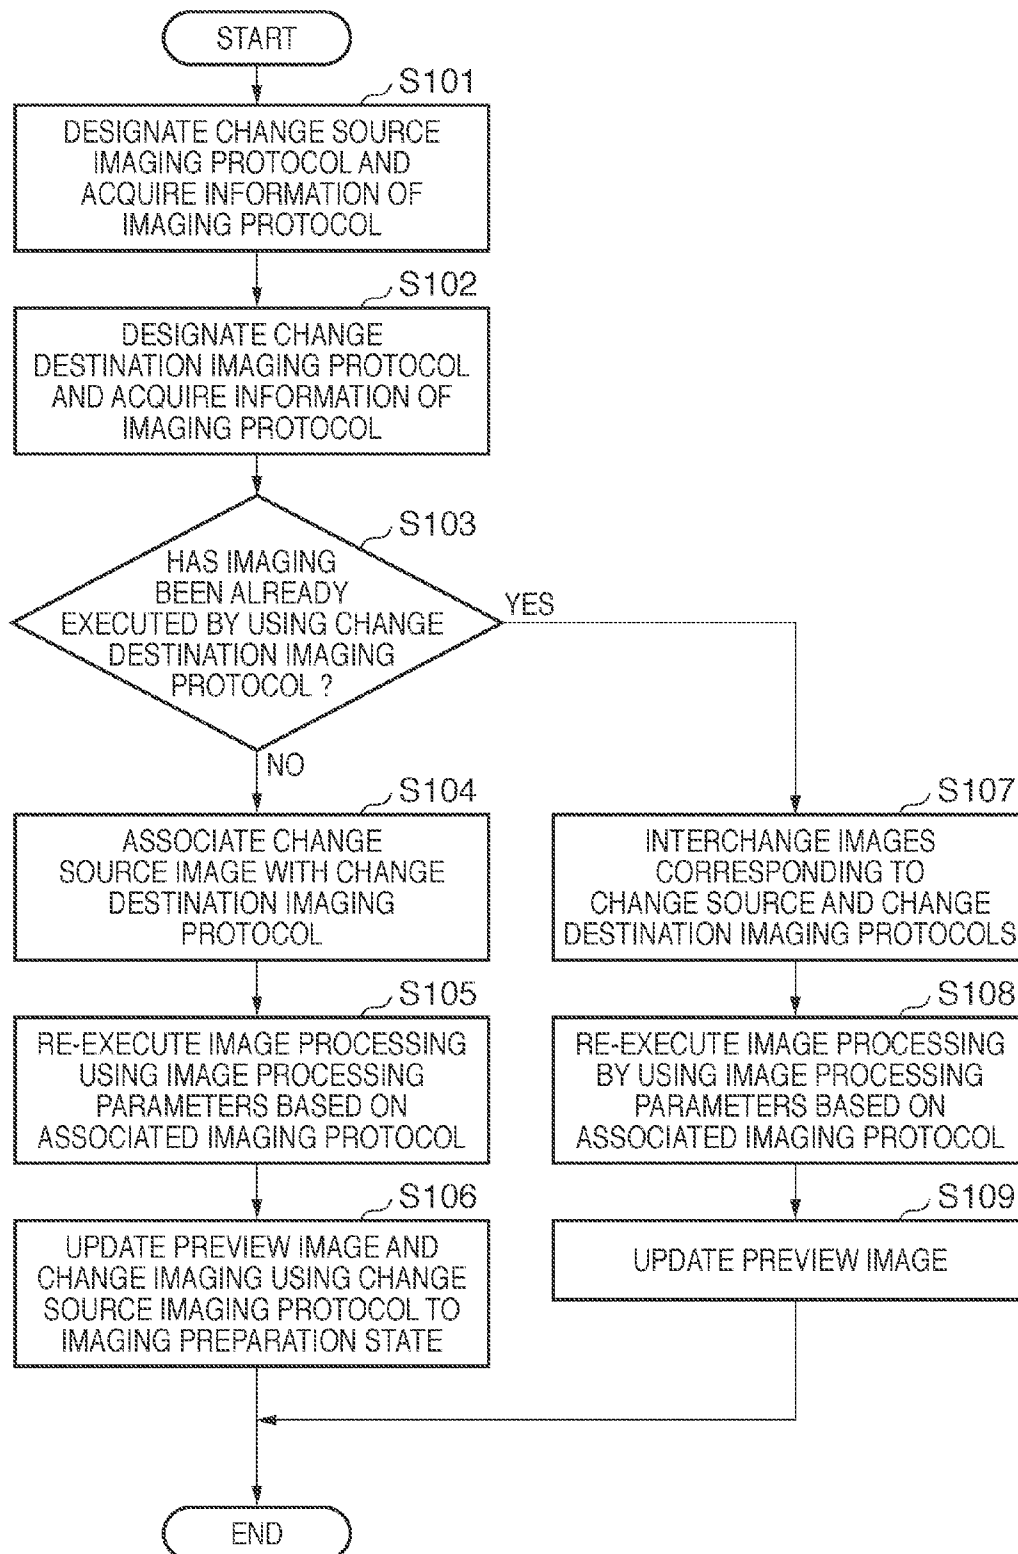 START
S101
DESIGNATE CHANGE SOURCE
IMAGING PROTOCOL AND
ACQUIRE INFORMATION OF
IMAGING PROTOCOL
S102
DESIGNATE CHANGE
DESTINATION IMAGING PROTOCOL
AND ACQUIRE INFORMATION OF
IMAGING PROTOCOL
S103
HAS IMAGING
BEEN ALREADY
EXECUTED BY USING CHANGE
DESTINATION IMAGING
PROTOCOL ?
YES
NO
S104
ASSOCIATE CHANGE
SOURCE IMAGE WITH CHANGE
DESTINATION IMAGING
PROTOCOL
S105
RE-EXECUTE IMAGE PROCESSING
USING IMAGE PROCESSING
PARAMETERS BASED ON
ASSOCIATED IMAGING PROTOCOL
S106
UPDATE PREVIEW IMAGE AND
CHANGE IMAGING USING CHANGE
SOURCE IMAGING PROTOCOL TO
IMAGING PREPARATION STATE
S107
INTERCHANGE IMAGES
CORRESPONDING TO
CHANGE SOURCE AND CHANGE
DESTINATION IMAGING PROTOCOLS
S108
RE-EXECUTE IMAGE PROCESSING
BY USING IMAGE PROCESSING
PARAMETERS BASED ON
ASSOCIATED IMAGING PROTOCOL
S109
UPDATE PREVIEW IMAGE
END